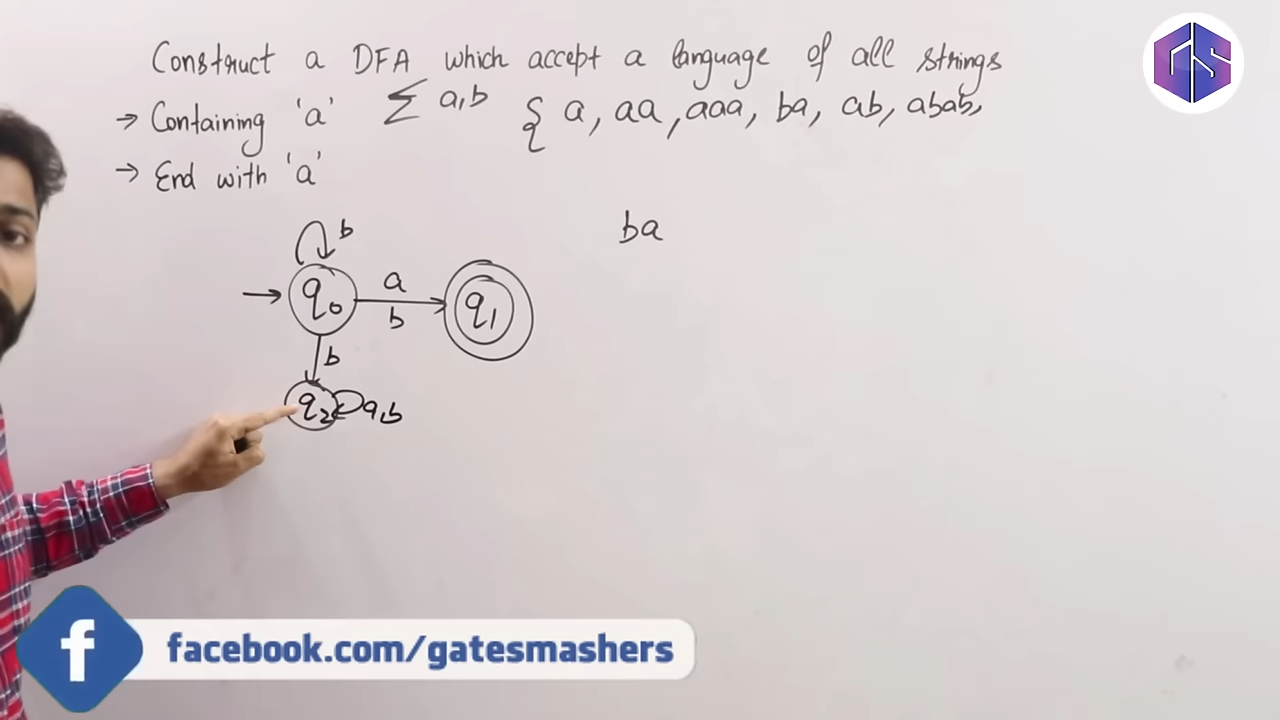 Construct a DFA which accept a language of all strings
→ Containing 'a' Σ a,b { a, aa, aaa, ba, ab, abab,
→ End with 'a'
ba
b
q0 a q1
b
b
q2 a,b
GS
f facebook.com/gatesmashers